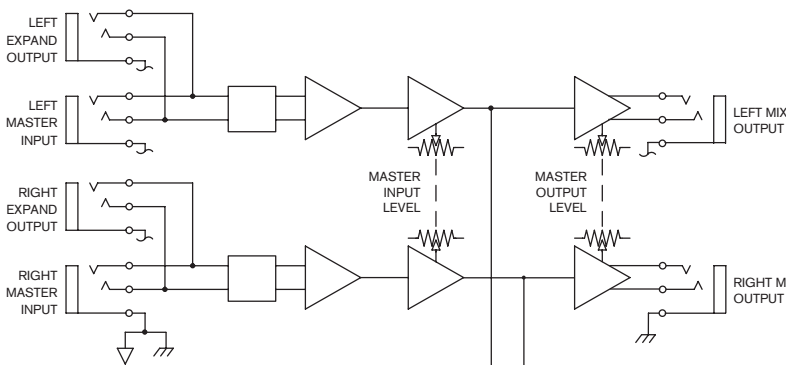 LEFT
EXPAND
OUTPUT
LEFT
MASTER
INPUT
LEFT MIX
OUTPUT
MASTER
INPUT
LEVEL
MASTER
OUTPUT
LEVEL
RIGHT
EXPAND
OUTPUT
RIGHT
MASTER
INPUT
RIGHT M
OUTPUT